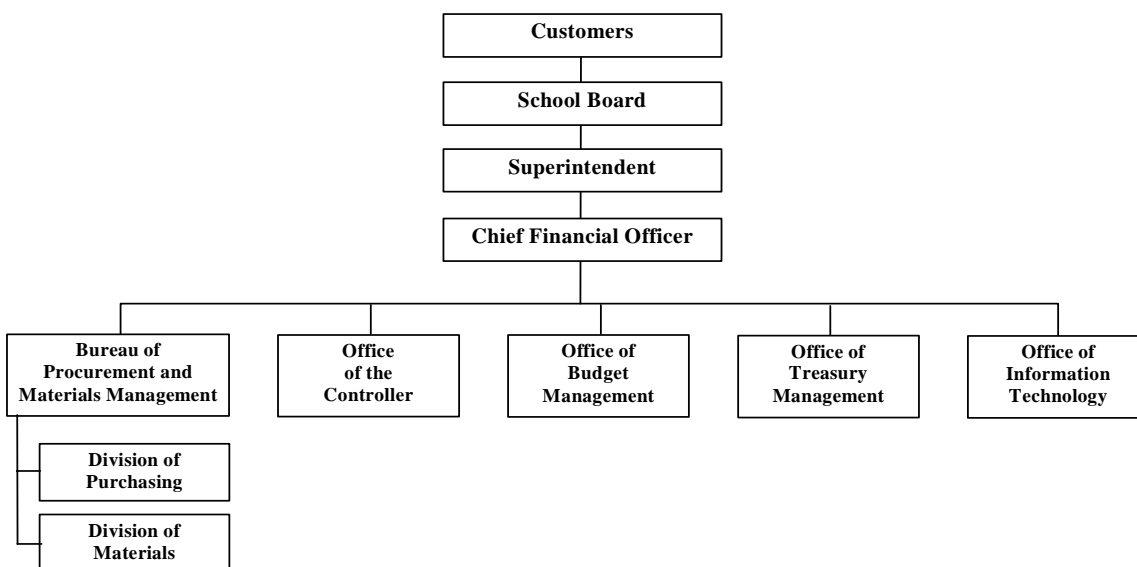 Customers
School Board
Superintendent
Chief Financial Officer
Bureau of
Procurement and
Materials Management
Office
of the
Controller
Office of
Budget
Management
Office of
Treasury
Management
Office of
Information
Technology
Division of
Purchasing
Division of
Materials